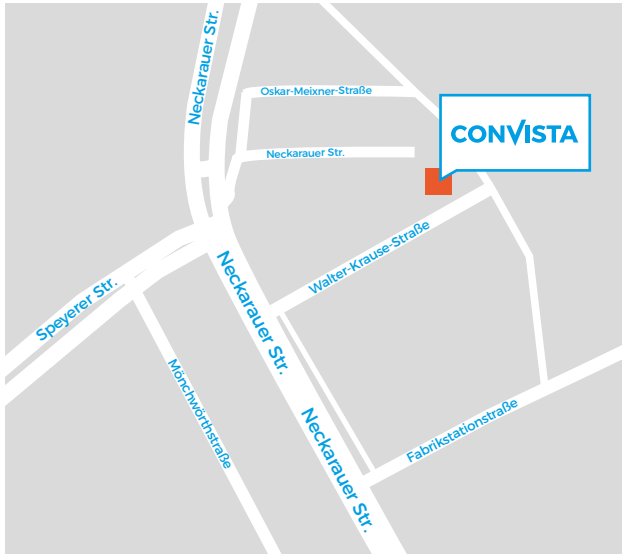 Neckarauer Str.
Oskar-Meixner-Straße
CONVISTA
Neckarauer Str.
Walter-Krause-Straße
Speyerer Str.
Neckarauer Str.
Mönchwörthstraße
Neckarauer Str.
Fabrikstationstraße